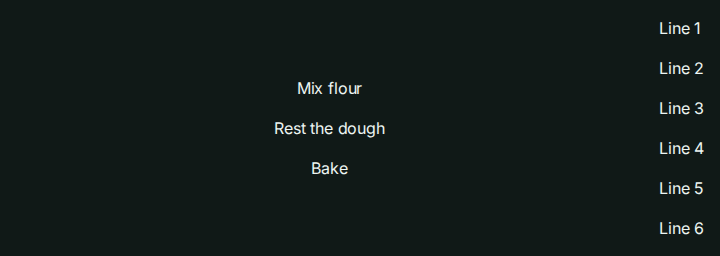 Mix flour
Rest the dough
Bake
Line 1
Line 2
Line 3
Line 4
Line 5
Line 6